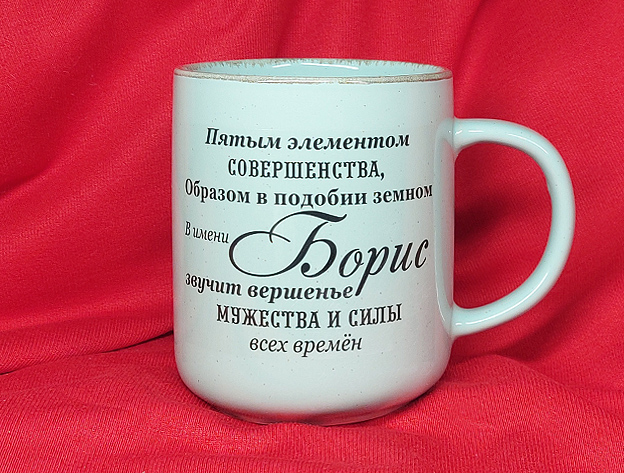 Пятым элементом
СОВЕРШЕНСТВА,
Образом в подобии земном
В имени Борис
звучит вершенье
МУЖЕСТВА И СИЛЫ
всех времён